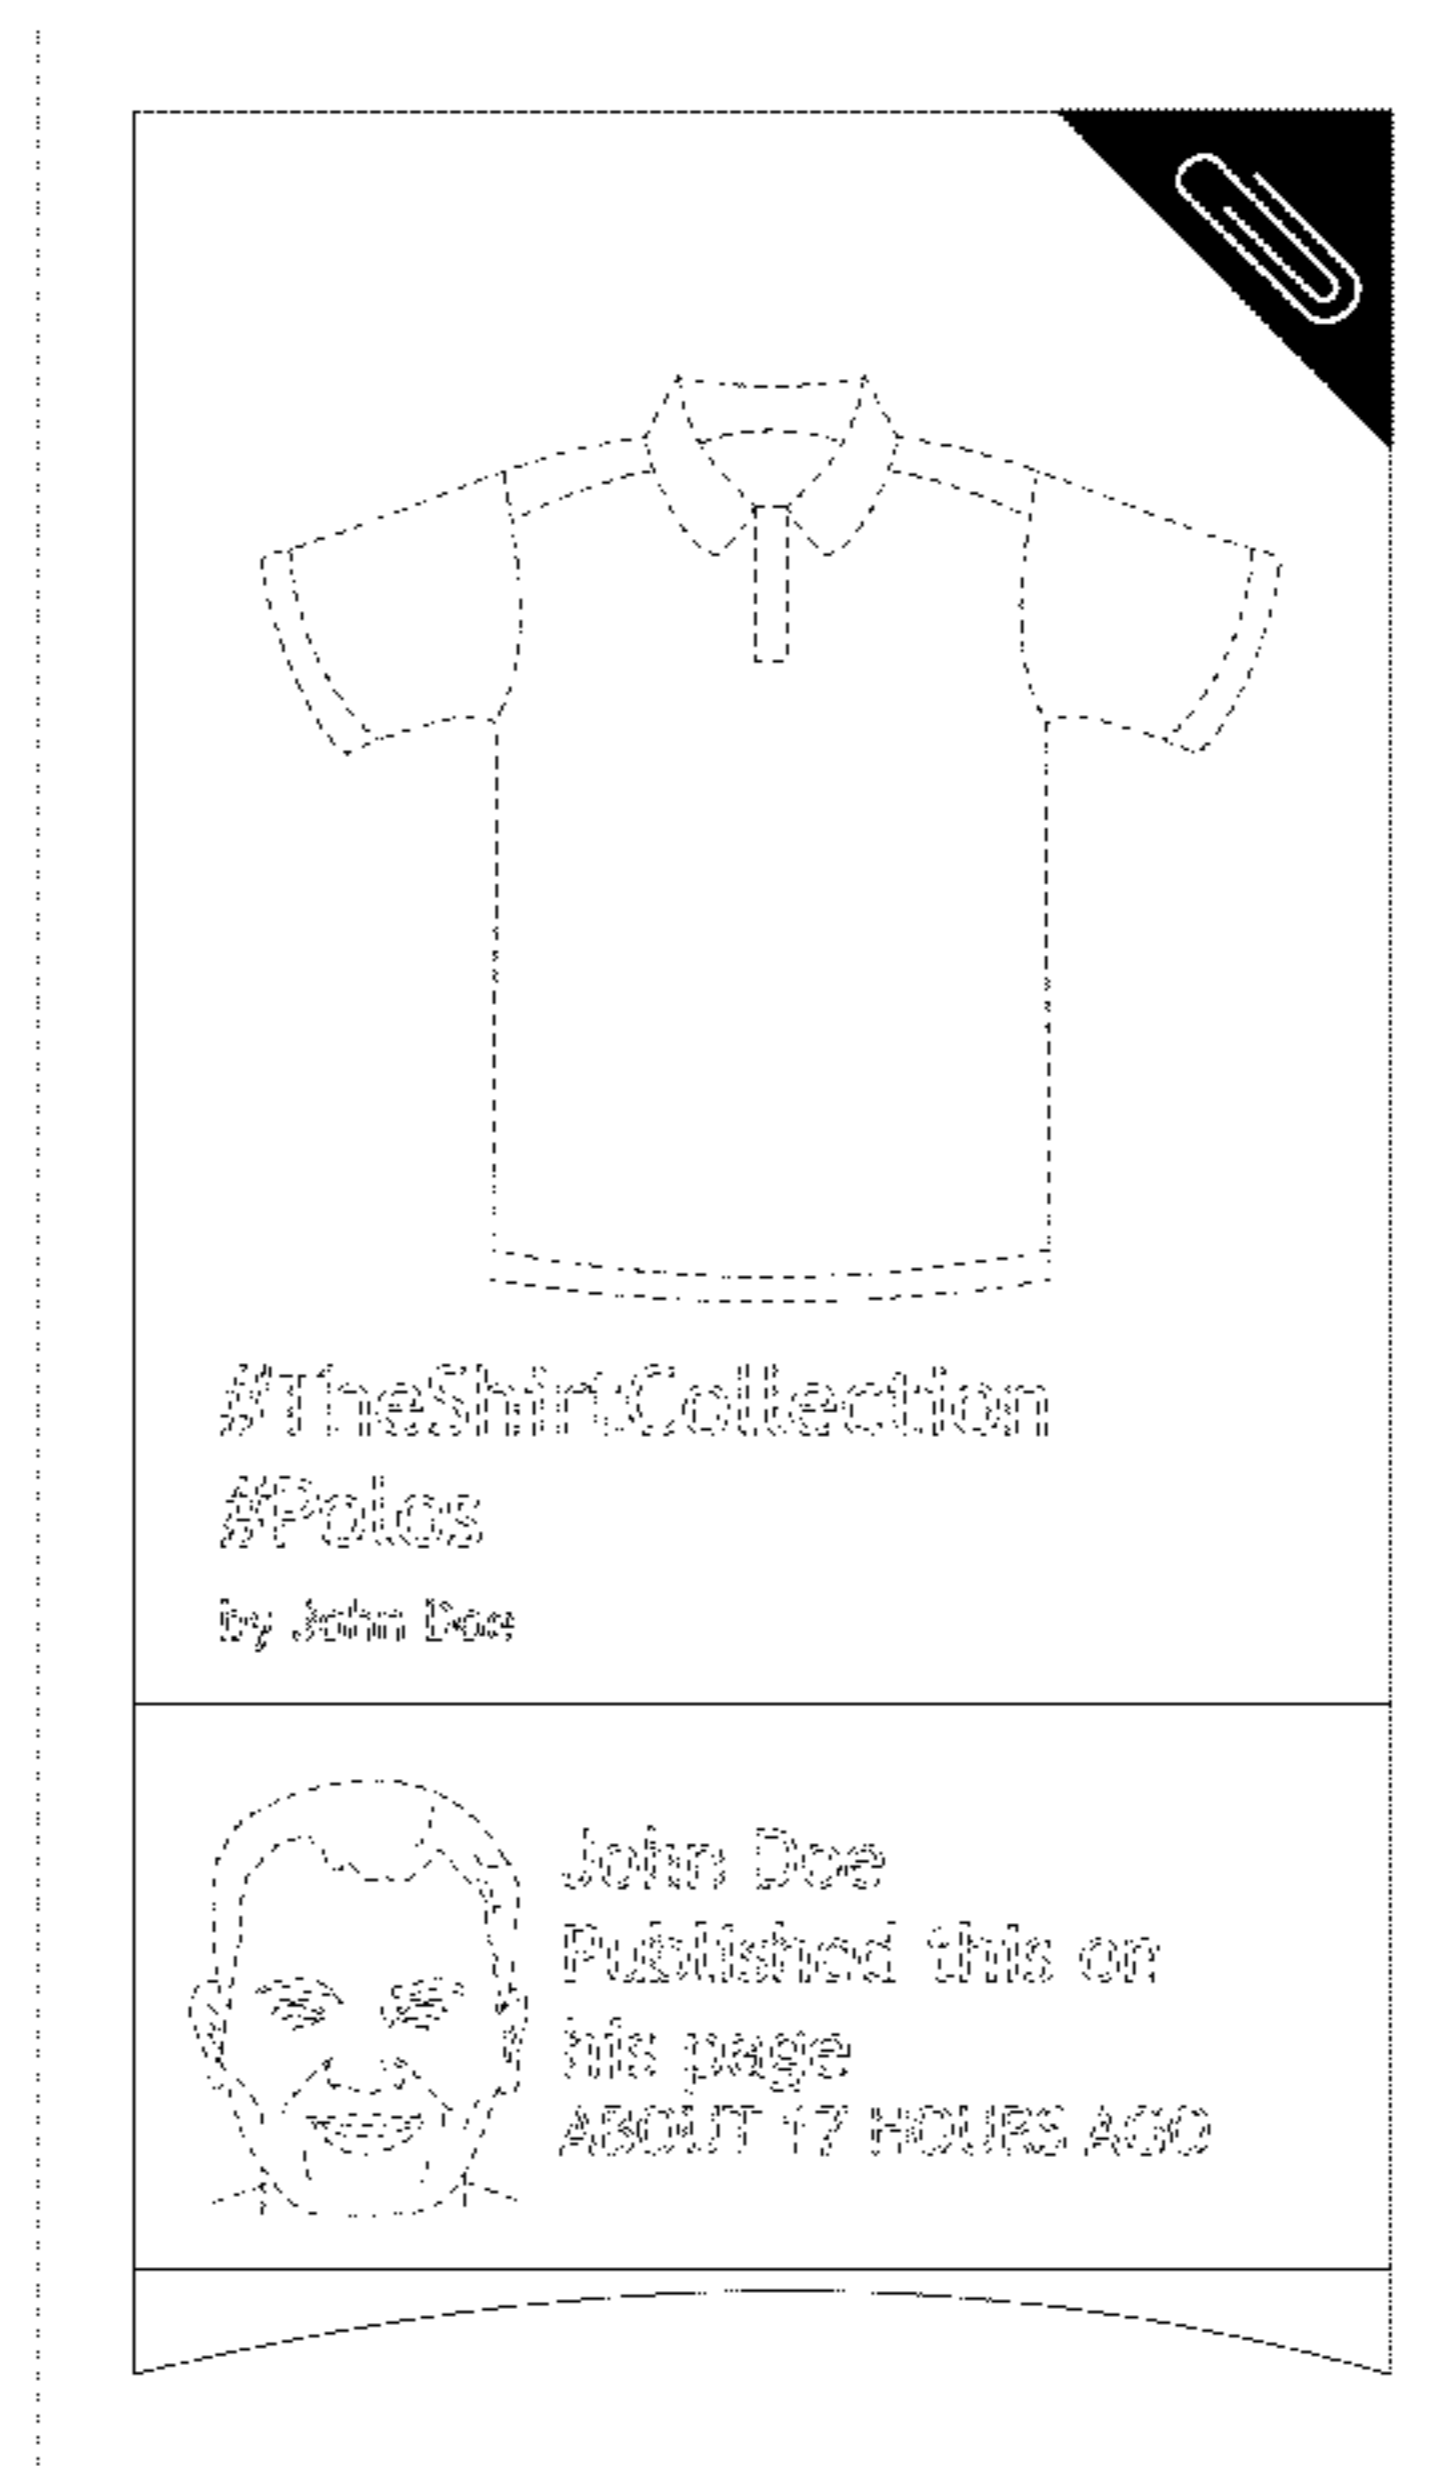 #TheShirtCollection
#Polos
by John Doe
John Doe
Published this on
his page
ABOUT 17 HOURS AGO